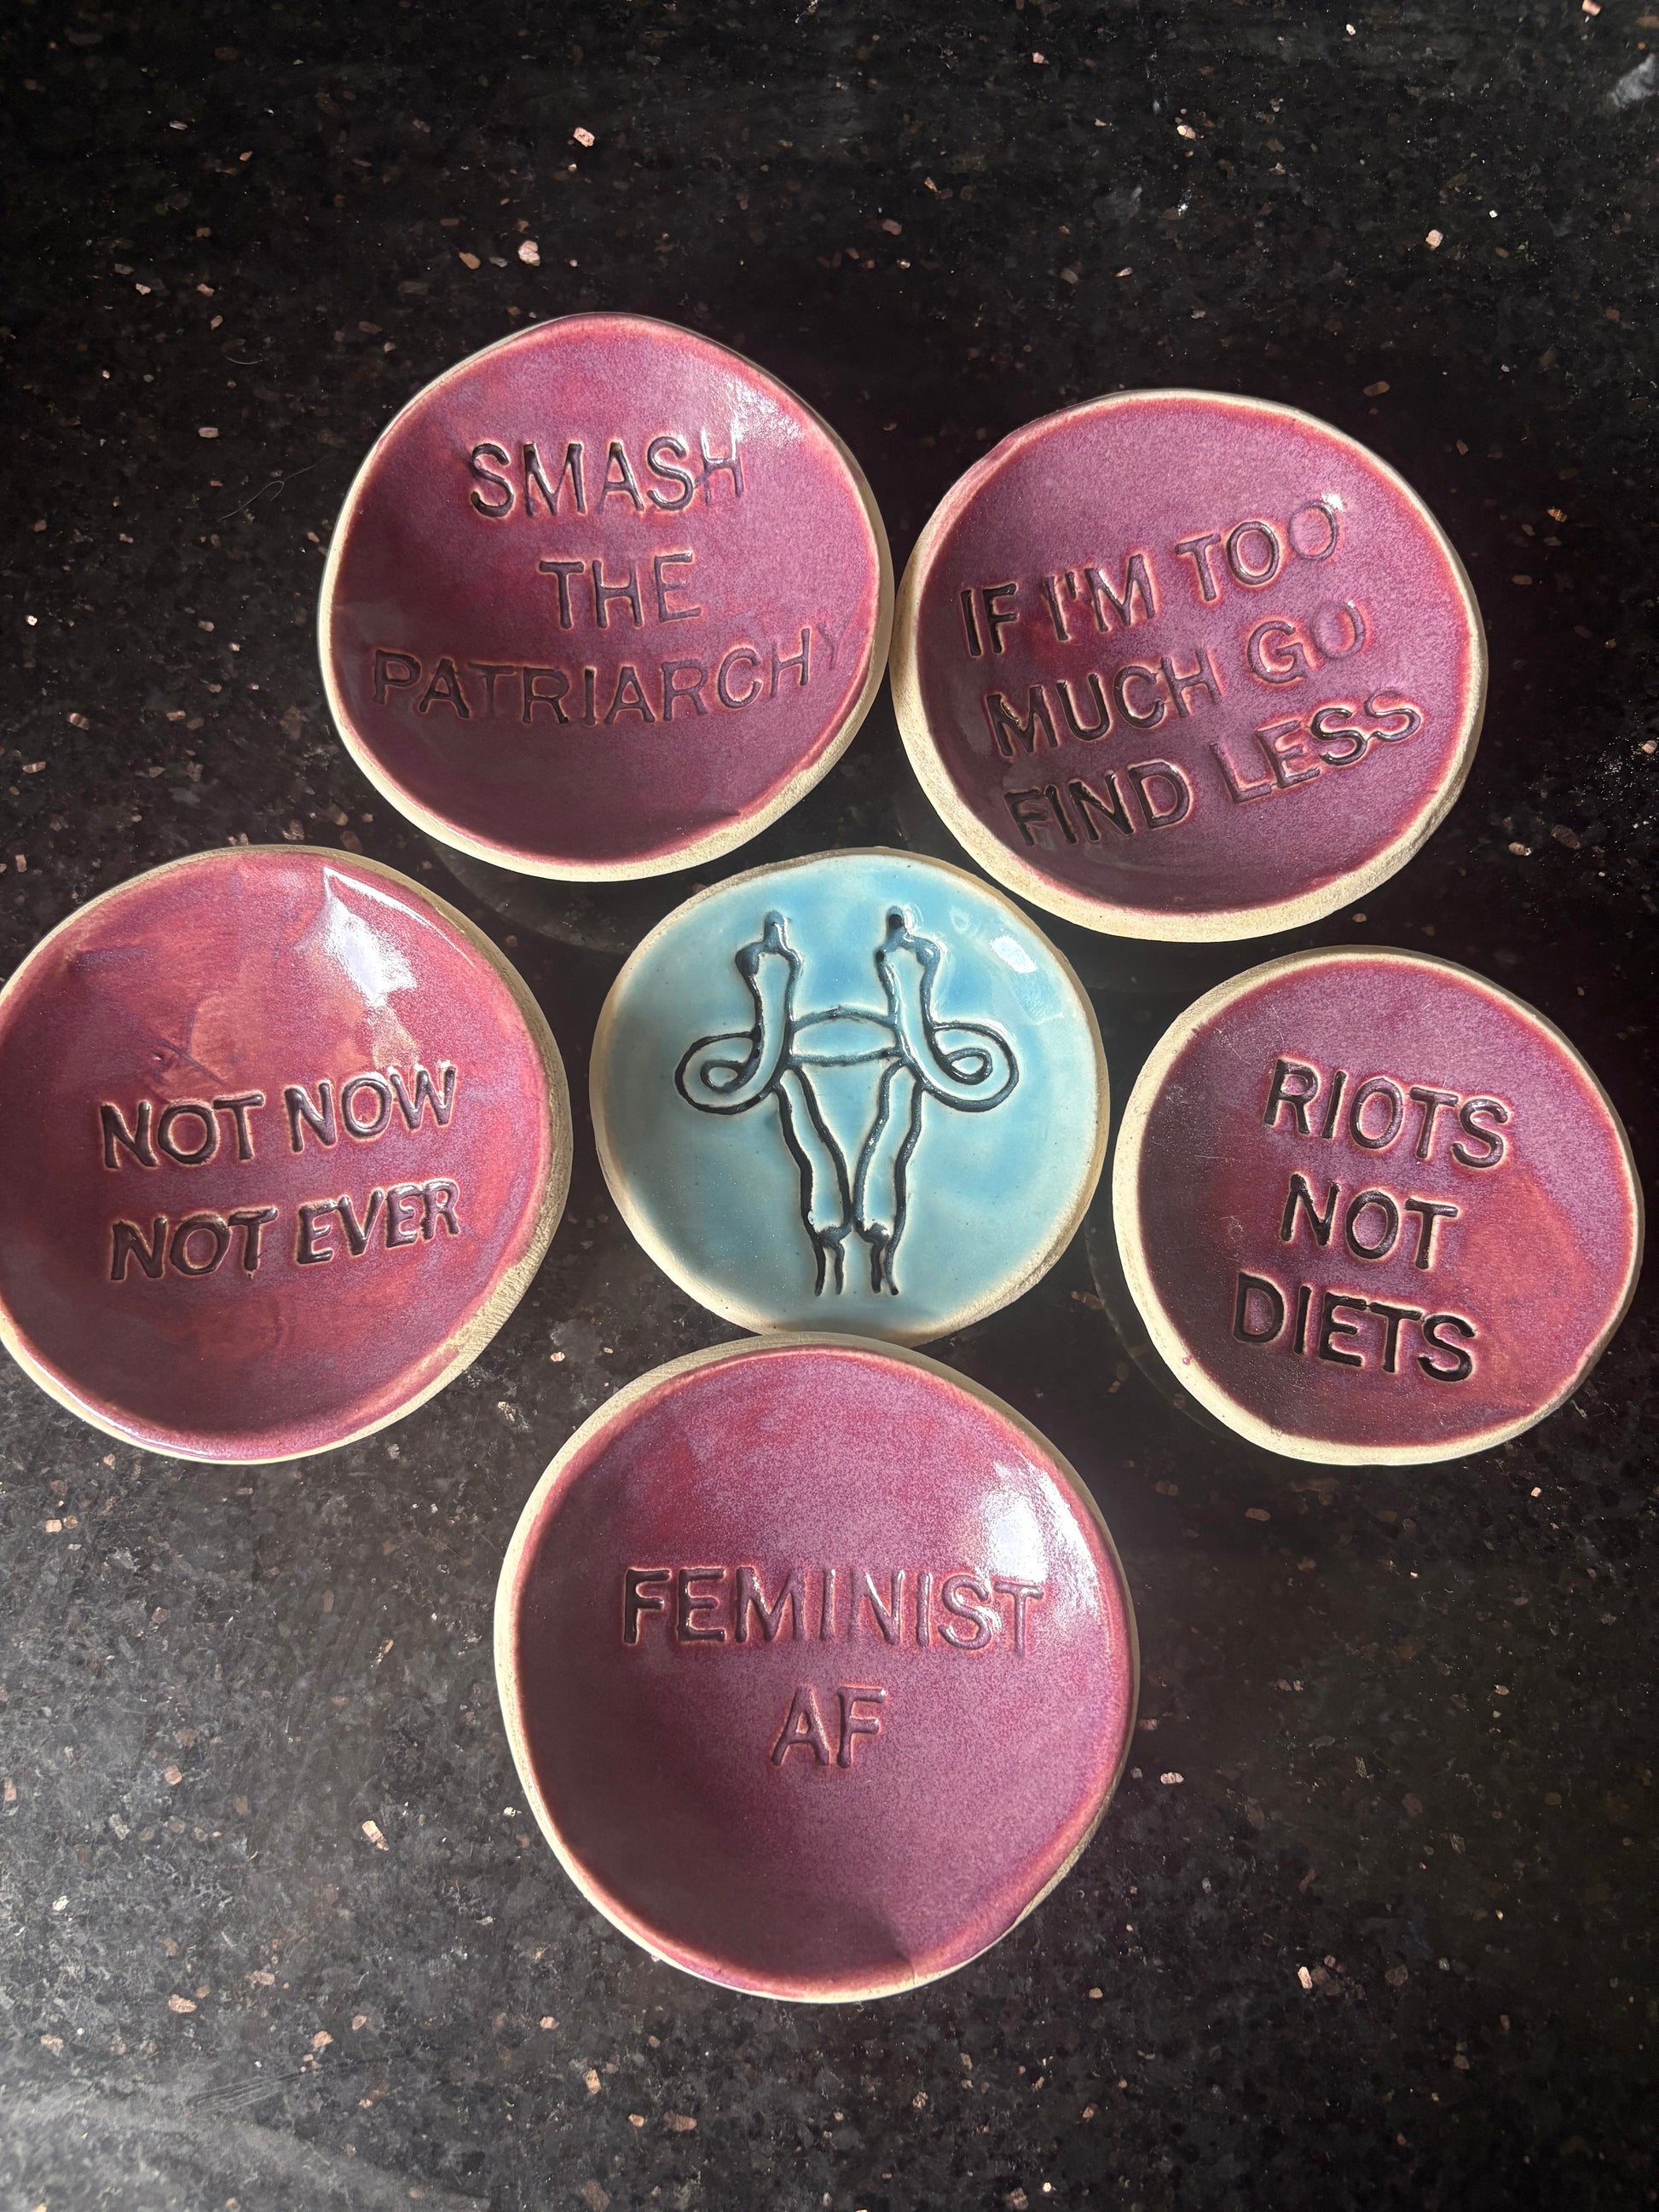 SMASH
THE
PATRIARCHY
IF I'M TOO
MUCH GO
FIND LESS
NOT NOW
NOT EVER
RIOTS
NOT
DIETS
FEMINIST
AF